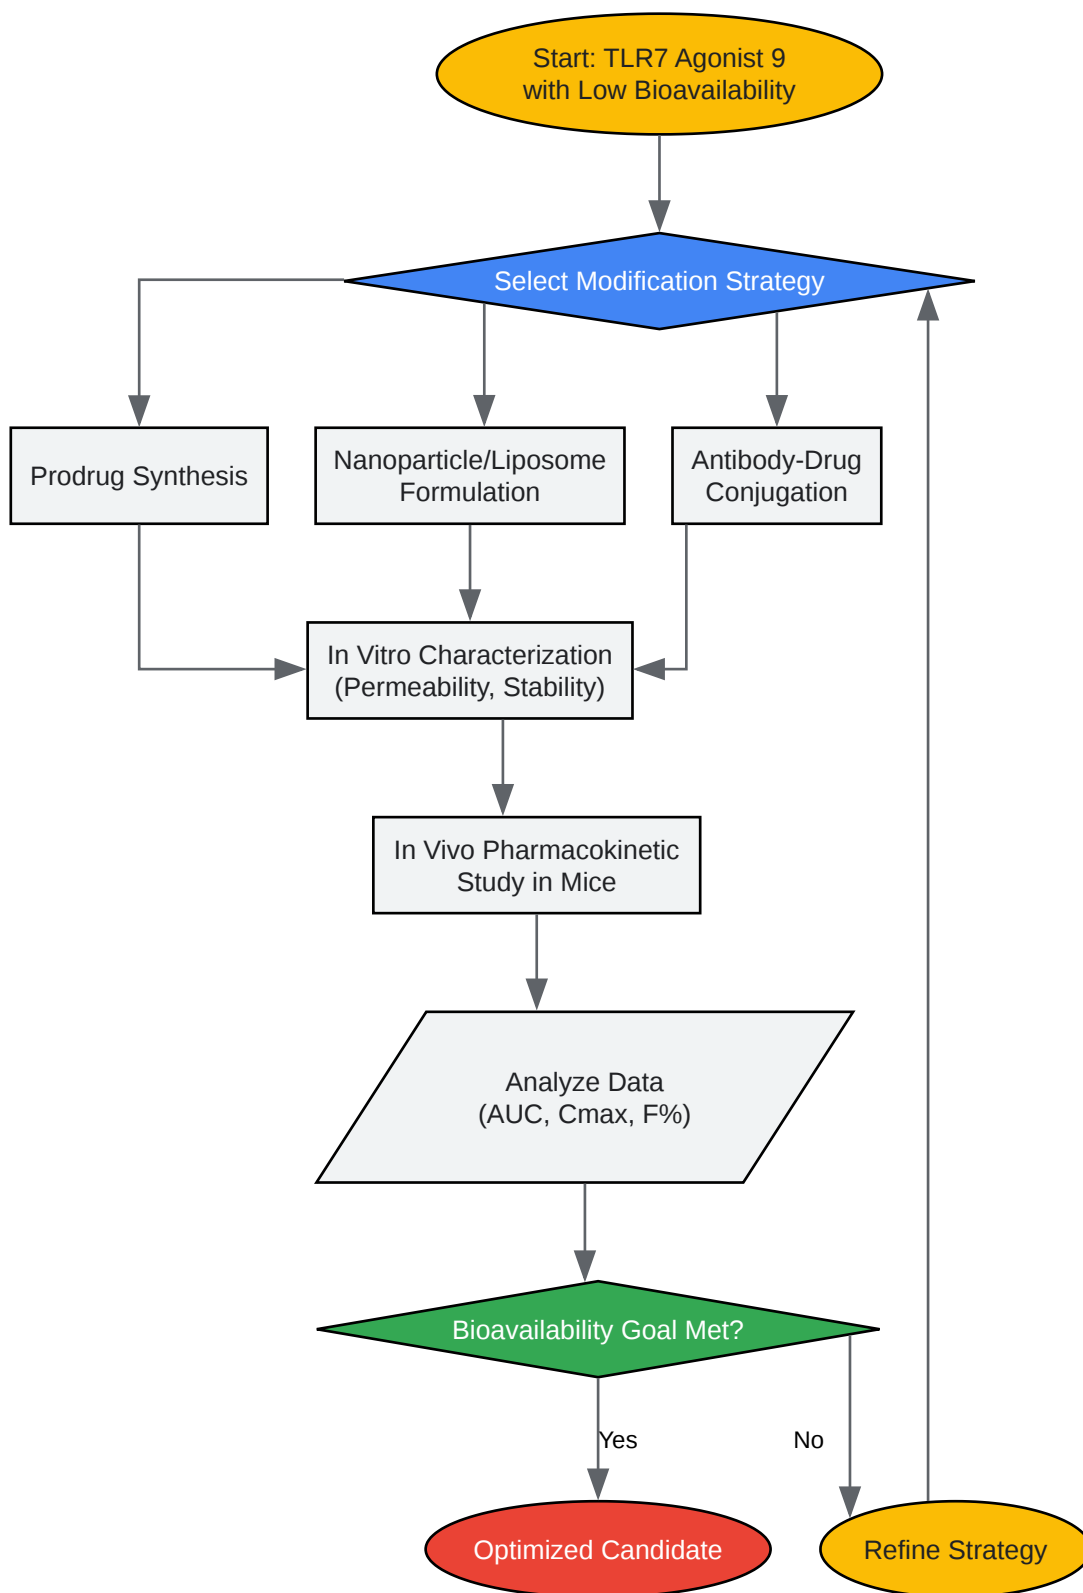 Start: TLR7 Agonist 9
with Low Bioavailability
Select Modification Strategy
Prodrug Synthesis
Nanoparticle/Liposome
Formulation
Antibody-Drug
Conjugation
In Vitro Characterization
(Permeability, Stability)
In Vivo Pharmacokinetic
Study in Mice
Analyze Data
(AUC, Cmax, F%)
Bioavailability Goal Met?
Yes
No
Optimized Candidate
Refine Strategy